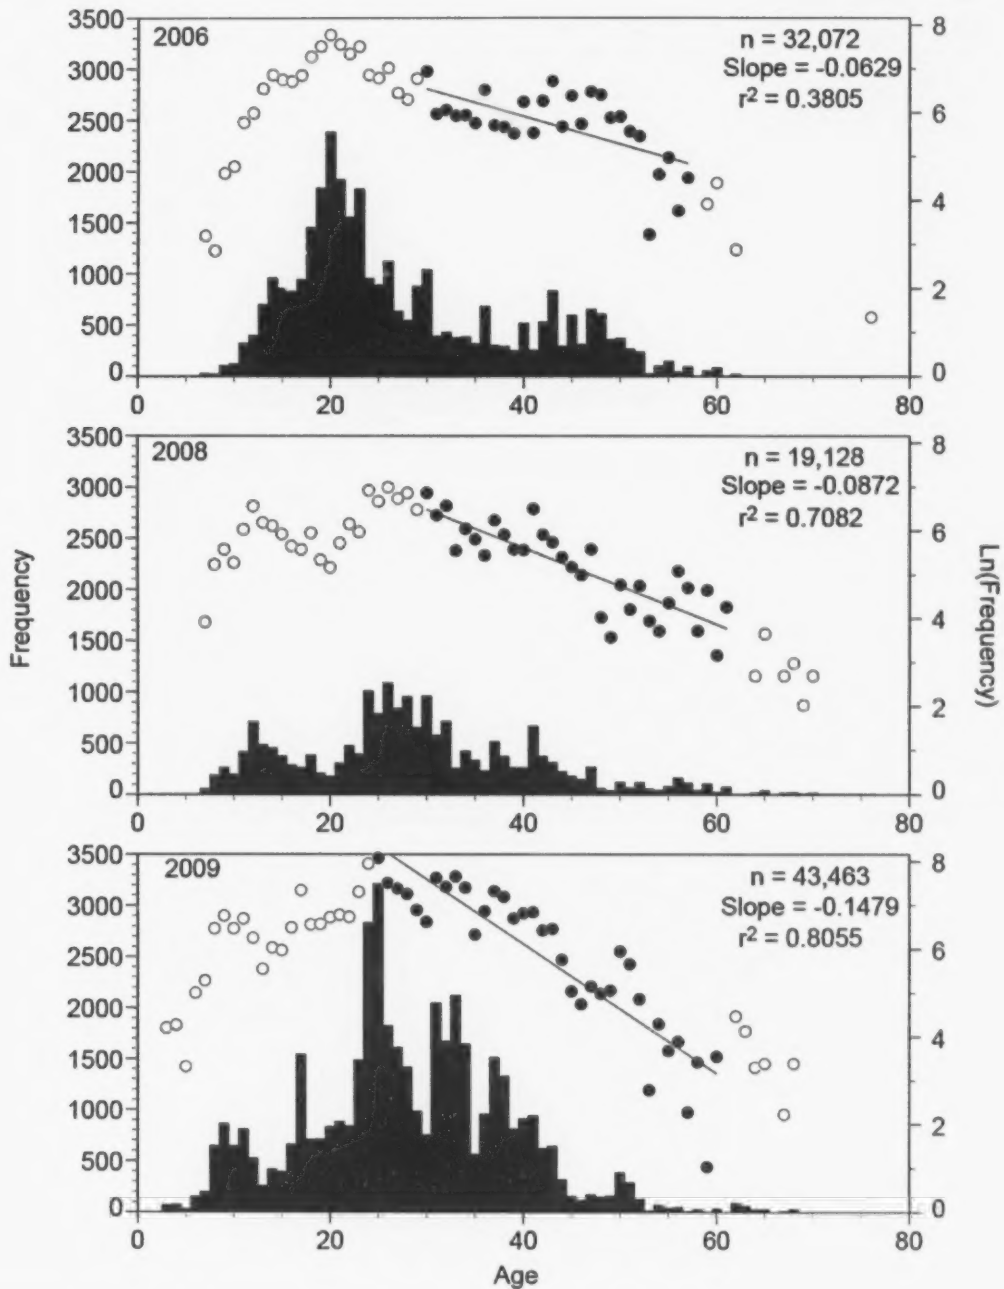 2006
n = 32,072
Slope = -0.0629
r² = 0.3805
3500
3000
2500
2000
1500
1000
500
0
8
6
4
2
0
0 20 40 60 80
2008
n = 19,128
Slope = -0.0872
r² = 0.7082
3500
3000
2500
2000
1500
1000
500
0
8
6
4
2
0
0 20 40 60 80
Frequency
Ln(Frequency)
2009
n = 43,463
Slope = -0.1479
r² = 0.8055
3500
3000
2500
2000
1500
1000
500
0
8
6
4
2
0
0 20 40 60 80
Age